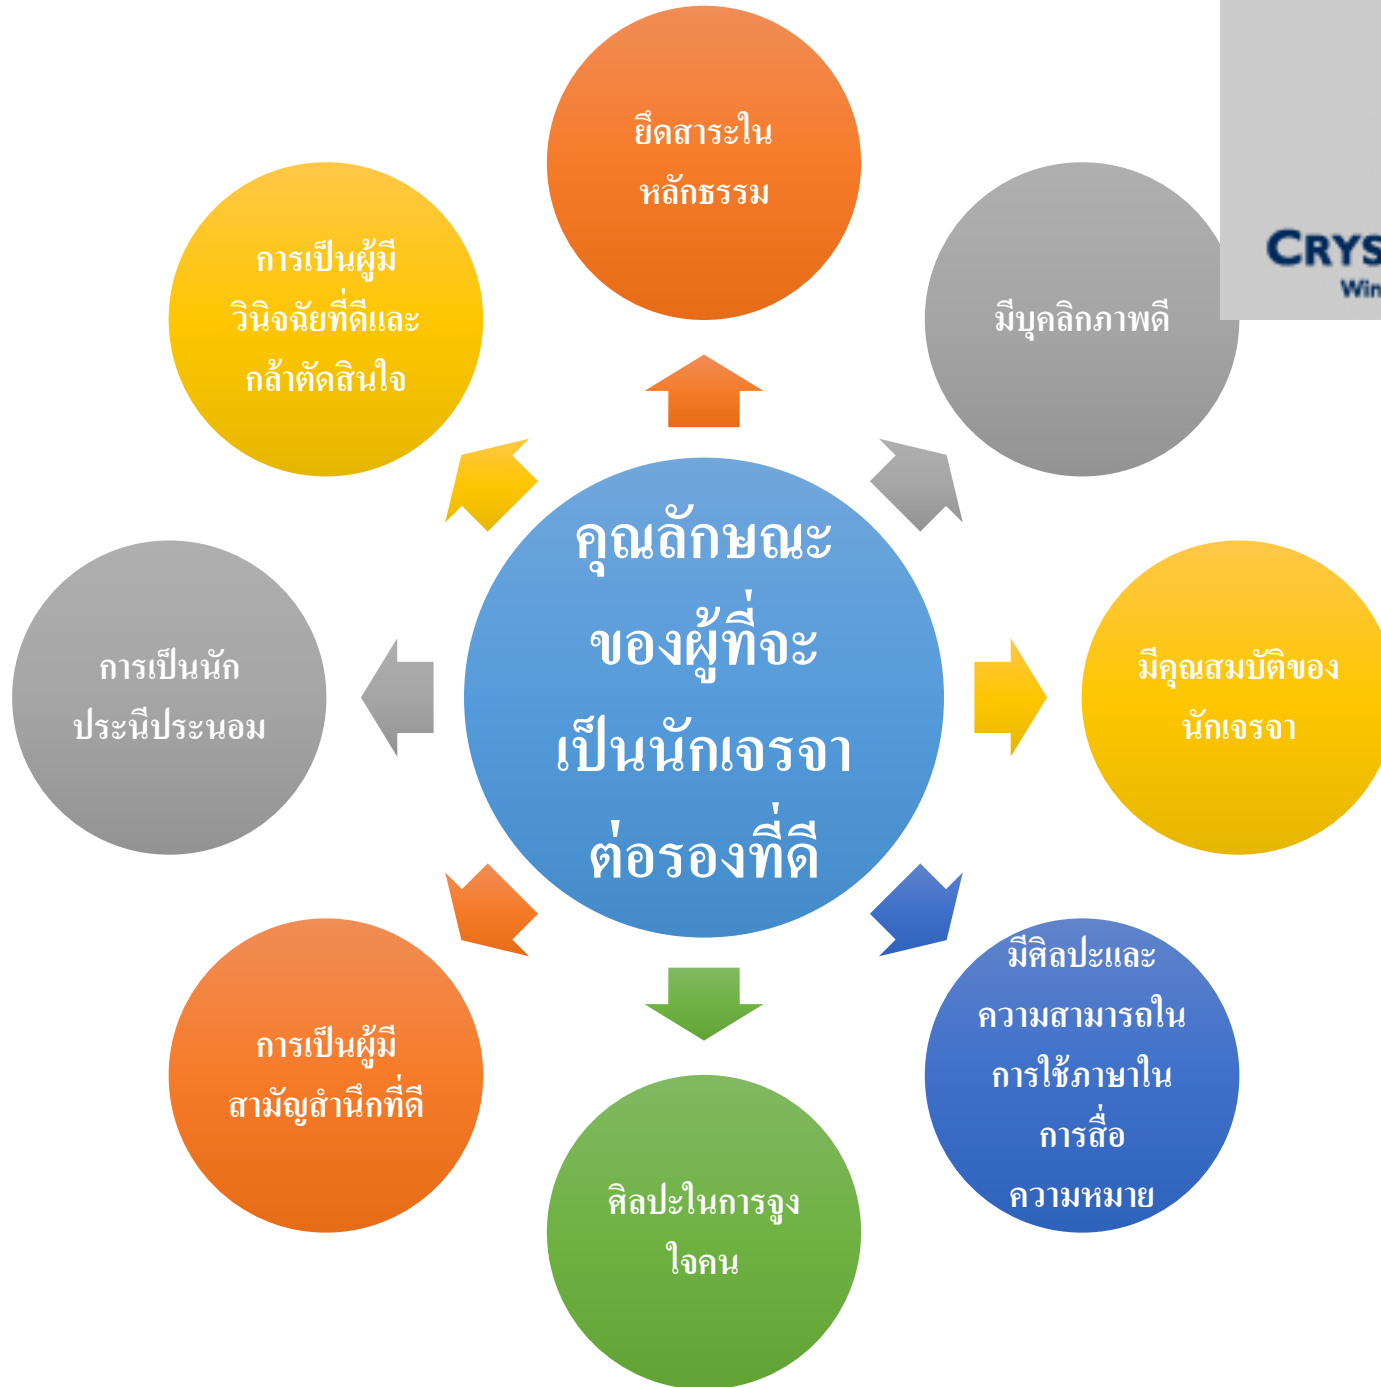 ยึดสาระใน
หลักธรรม
มีบุคลิกภาพดี
มีคุณสมบัติของ
นักเจรจา
มีศิลปะและ
ความสามารถใน
การใช้ภาษาใน
การสื่อ
ความหมาย
ศิลปะในการจูง
ใจคน
การเป็นผู้มี
สามัญสำนึกที่ดี
การเป็นนัก
ประนีประนอม
การเป็นผู้มี
วินิจฉัยที่ดีและ
กล้าตัดสินใจ
คุณลักษณะ
ของผู้ที่จะ
เป็นนักเจรจา
ต่อรองที่ดี